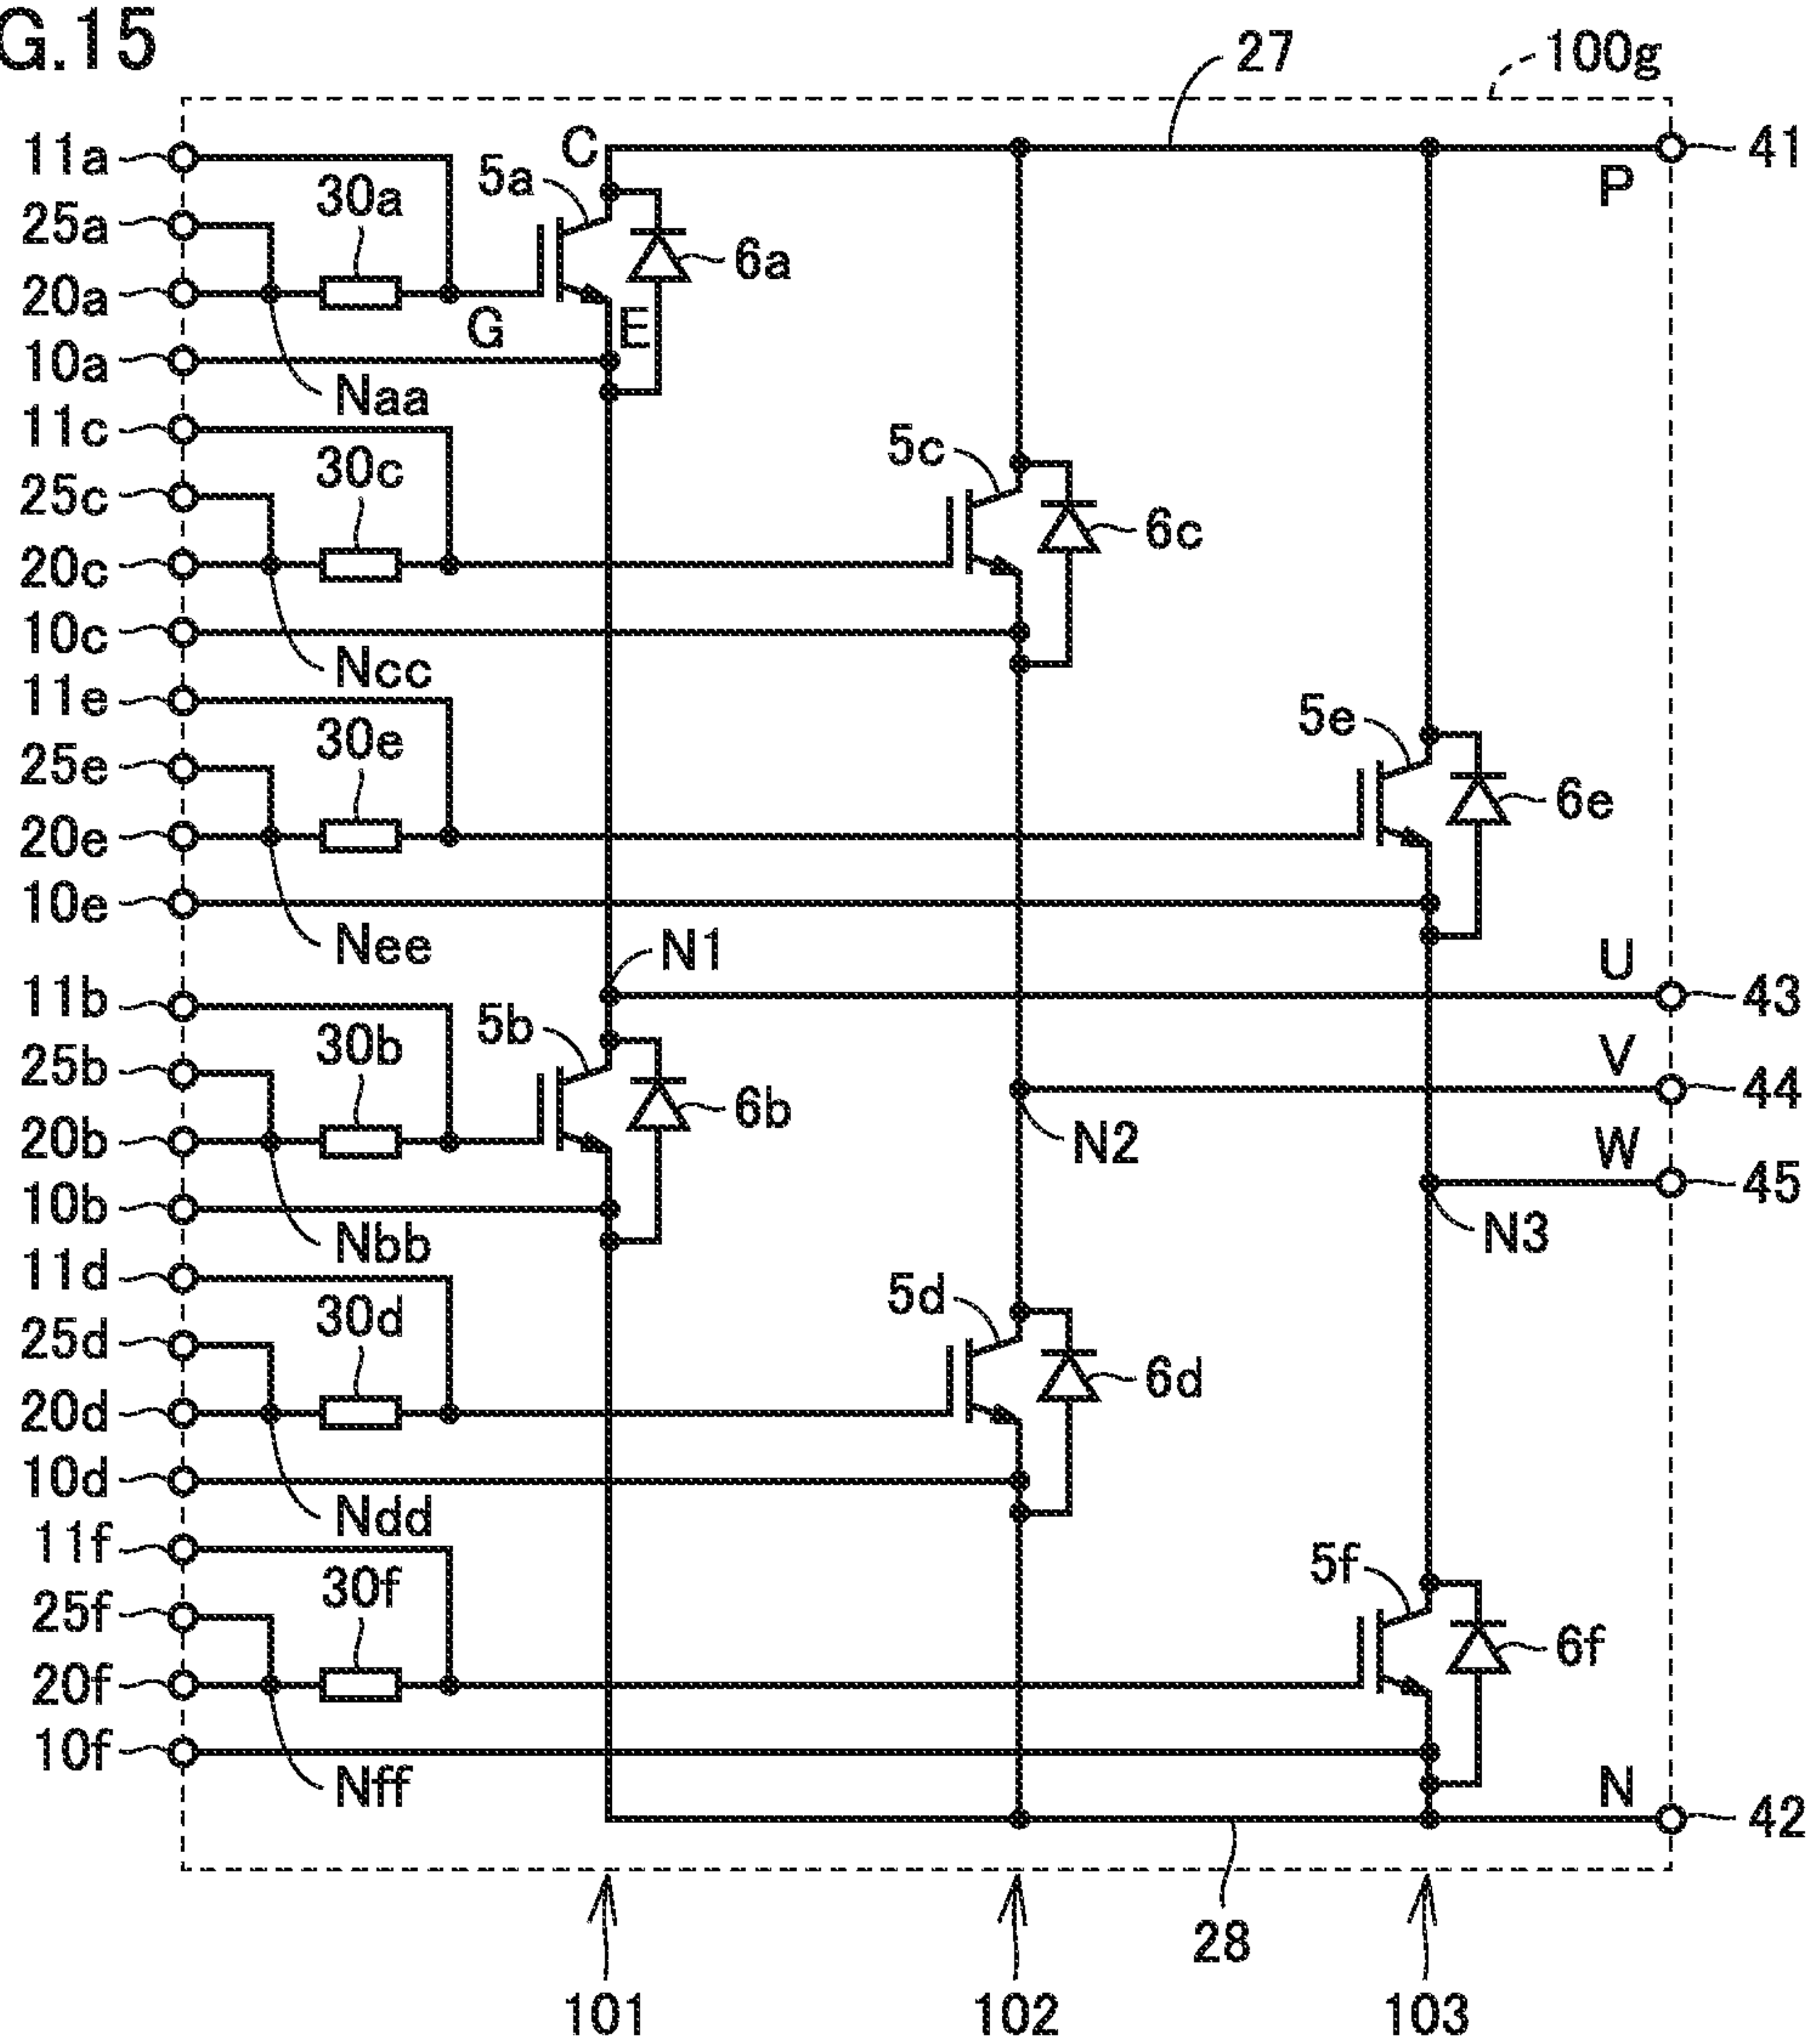 G.15
27
100g
11a
C
41
30a
5a
P
25a
6a
20a
G
E
10a
Naa
11c
30c
5c
25c
6c
20c
10c
Ncc
11e
30e
5e
25e
6e
20e
10e
Nee
N1
U
11b
43
30b
5b
V
25b
6b
44
20b
N2
W
10b
45
Nbb
N3
11d
30d
5d
25d
6d
20d
10d
Ndd
11f
30f
5f
25f
6f
20f
10f
Nff
N
42
28
101
102
103